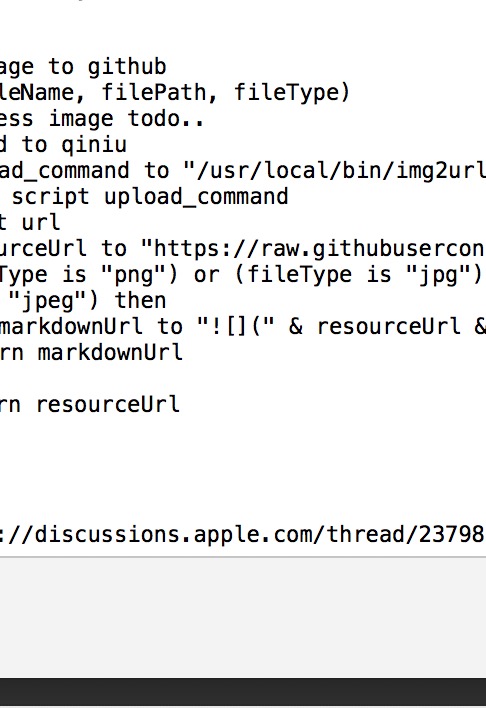 age to github
leName, filePath, fileType)
ess image todo..
d to qiniu
ad_command to "/usr/local/bin/img2url
script upload_command
t url
urceUrl to "https://raw.githubusercon
Type is "png") or (fileType is "jpg")
"jpeg") then
markdownUrl to "![](" & resourceUrl &
rn markdownUrl
rn resourceUrl
://discussions.apple.com/thread/23798